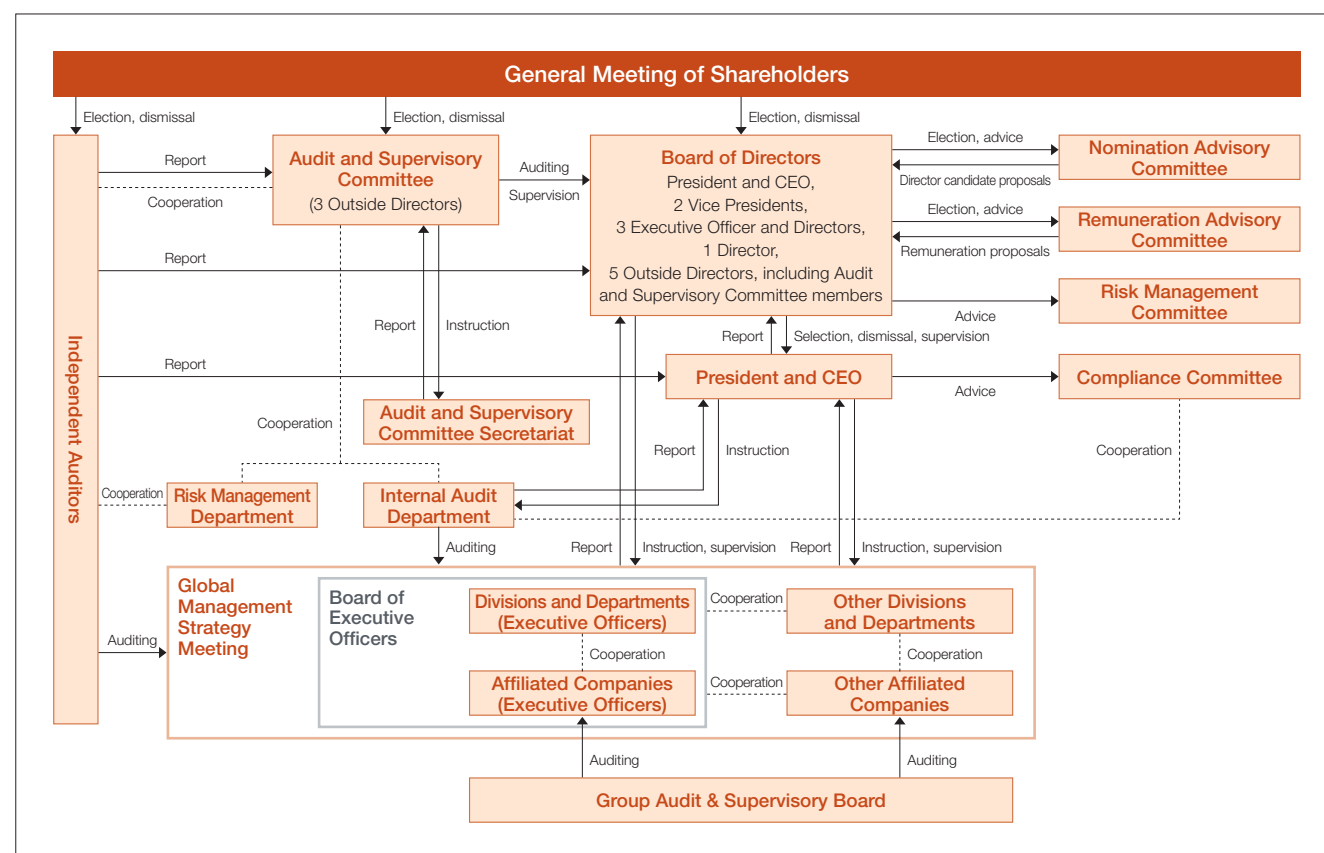 General Meeting of Shareholders
Election, dismissal
Election, dismissal
Election, dismissal
Independent Auditors
Report
Cooperation
Audit and Supervisory
Committee
(3 Outside Directors)
Auditing
Supervision
Board of Directors
President and CEO,
2 Vice Presidents,
3 Executive Officer and Directors,
1 Director,
5 Outside Directors, including Audit
and Supervisory Committee members
Election, advice
Director candidate proposals
Nomination Advisory
Committee
Election, advice
Remuneration proposals
Remuneration Advisory
Committee
Report
Advice
Risk Management
Committee
Report
Instruction
Report
Selection, dismissal, supervision
Report
President and CEO
Advice
Compliance Committee
Cooperation
Audit and Supervisory
Committee Secretariat
Report
Instruction
Cooperation
Cooperation
Risk Management
Department
Internal Audit
Department
Auditing
Report
Instruction, supervision
Report
Instruction, supervision
Auditing
Global
Management
Strategy
Meeting
Board of
Executive
Officers
Divisions and Departments
(Executive Officers)
Cooperation
Other Divisions
and Departments
Cooperation
Cooperation
Affiliated Companies
(Executive Officers)
Cooperation
Other Affiliated
Companies
Auditing
Auditing
Group Audit & Supervisory Board